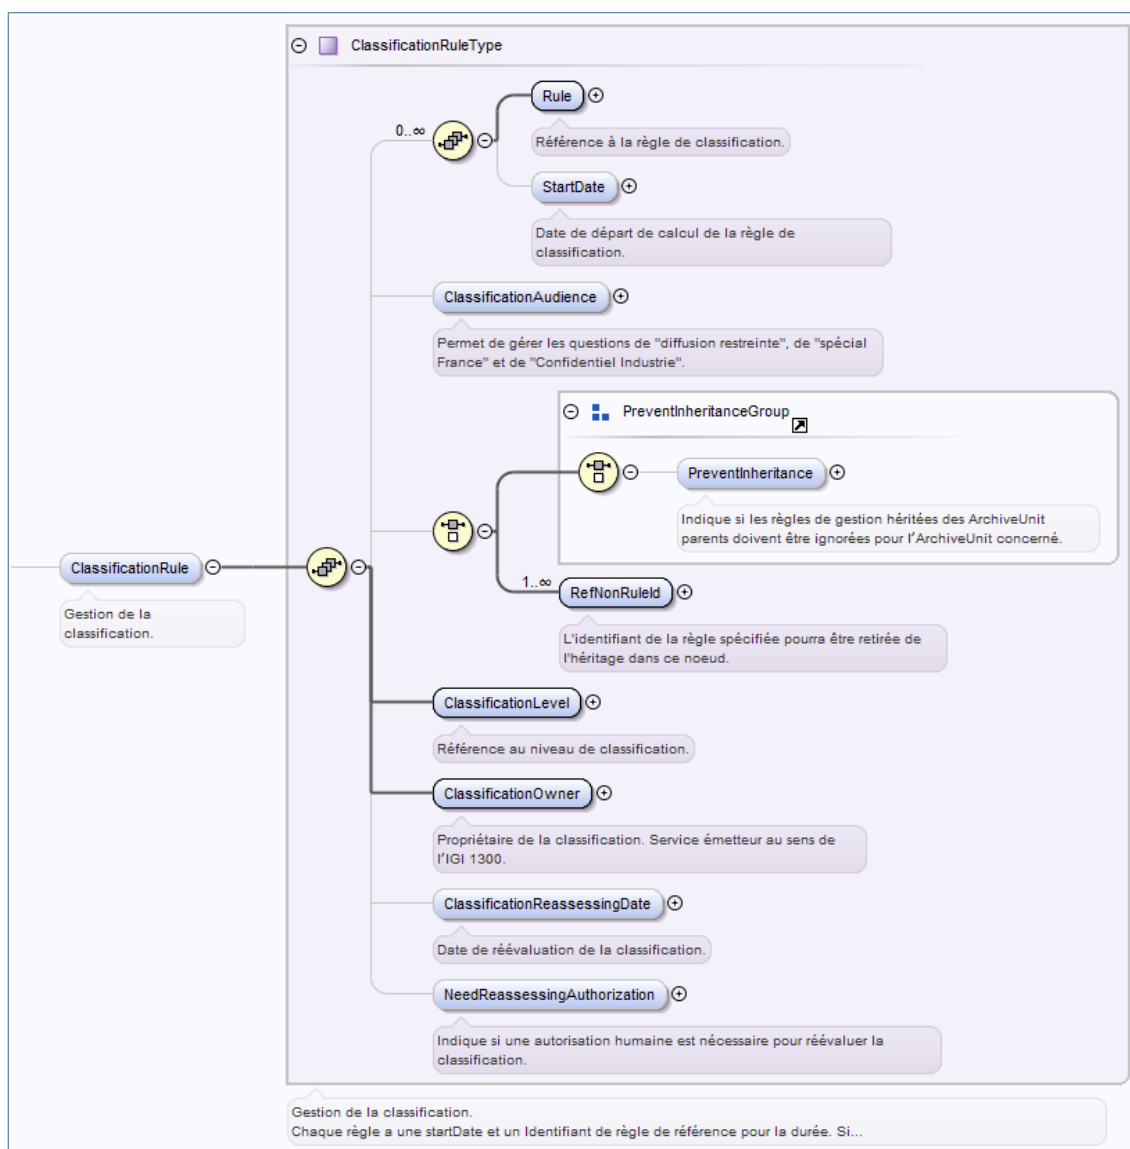 ClassificationRuleType
Rule
0..∞
Référence à la règle de classification.
StartDate
Date de départ de calcul de la règle de
classification.
ClassificationAudience
Permet de gérer les questions de "diffusion restreinte", de "spécial
France" et de "Confidentiel Industrie".
PreventInheritanceGroup
PreventInheritance
Indique si les règles de gestion héritées des ArchiveUnit
parents doivent être ignorées pour l'ArchiveUnit concerné.
ClassificationRule
Gestion de la
classification.
1..∞
RefNonRuleId
L'identifiant de la règle spécifiée pourra être retirée de
l'héritage dans ce noeud.
ClassificationLevel
Référence au niveau de classification.
ClassificationOwner
Propriétaire de la classification. Service émetteur au sens de
l'IGI 1300.
ClassificationReassessingDate
Date de réévaluation de la classification.
NeedReassessingAuthorization
Indique si une autorisation humaine est nécessaire pour réévaluer la
classification.
Gestion de la classification.
Chaque règle a une startDate et un Identifiant de règle de référence pour la durée. Si...